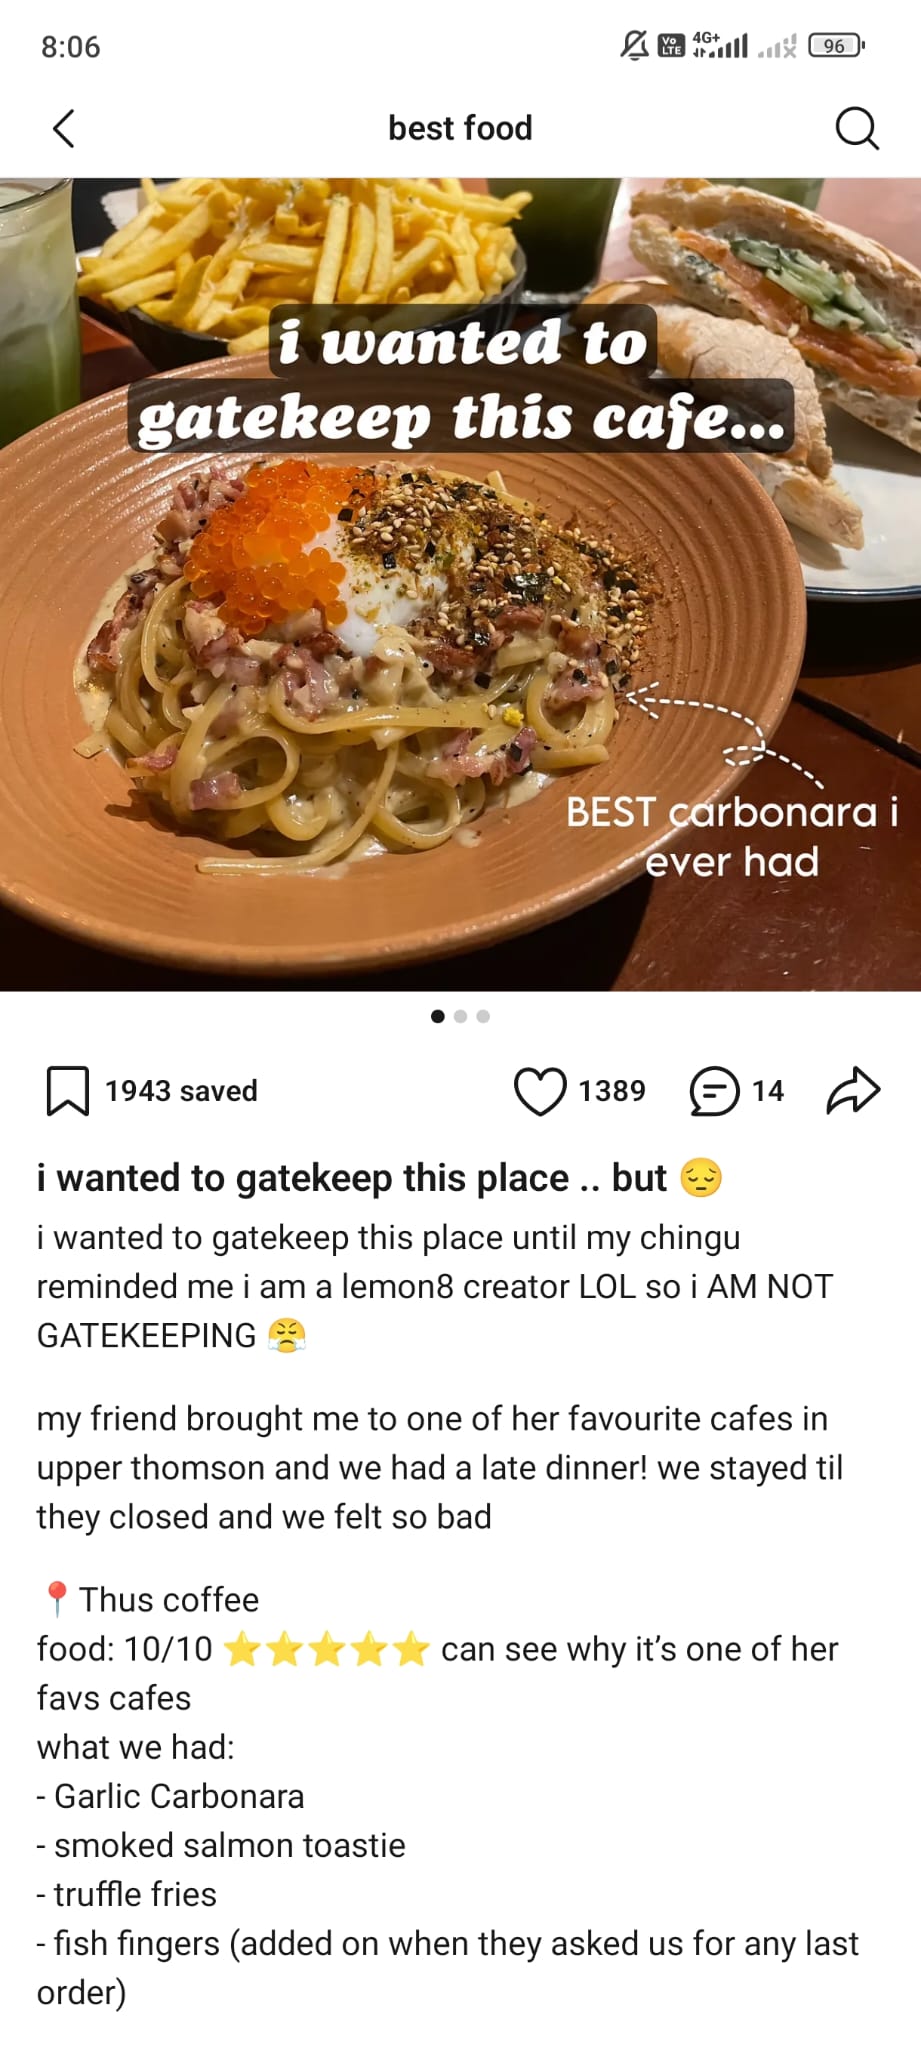 8:06
Vo LTE 4G+ 96
best food
i wanted to
gatekeep this cafe...
BEST carbonara i
ever had
1943 saved 1389 14
i wanted to gatekeep this place .. but 😔
i wanted to gatekeep this place until my chingu
reminded me i am a lemon8 creator LOL so i AM NOT
GATEKEEPING 😤
my friend brought me to one of her favourite cafes in
upper thomson and we had a late dinner! we stayed til
they closed and we felt so bad
📍Thus coffee
food: 10/10 ⭐⭐⭐⭐⭐ can see why it’s one of her
favs cafes
what we had:
- Garlic Carbonara
- smoked salmon toastie
- truffle fries
- fish fingers (added on when they asked us for any last
order)